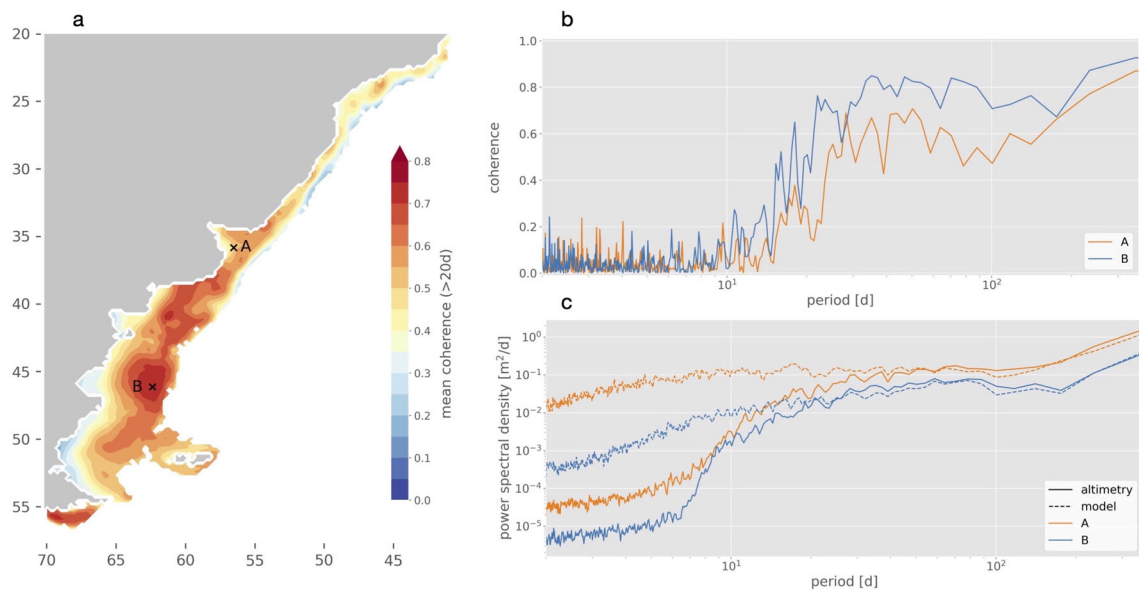 a
20
25
30
35
40
45
50
55
70
65
60
55
50
45
A
B
0.8
0.7
0.6
0.5
0.4
0.3
0.2
0.1
0.0
mean coherence (>20d)
b
1.0
0.8
0.6
0.4
0.2
0.0
coherence
10¹
10²
period [d]
A
B
c
10⁰
10⁻¹
10⁻²
10⁻³
10⁻⁴
10⁻⁵
power spectral density [m²/d]
10¹
10²
period [d]
altimetry
model
A
B